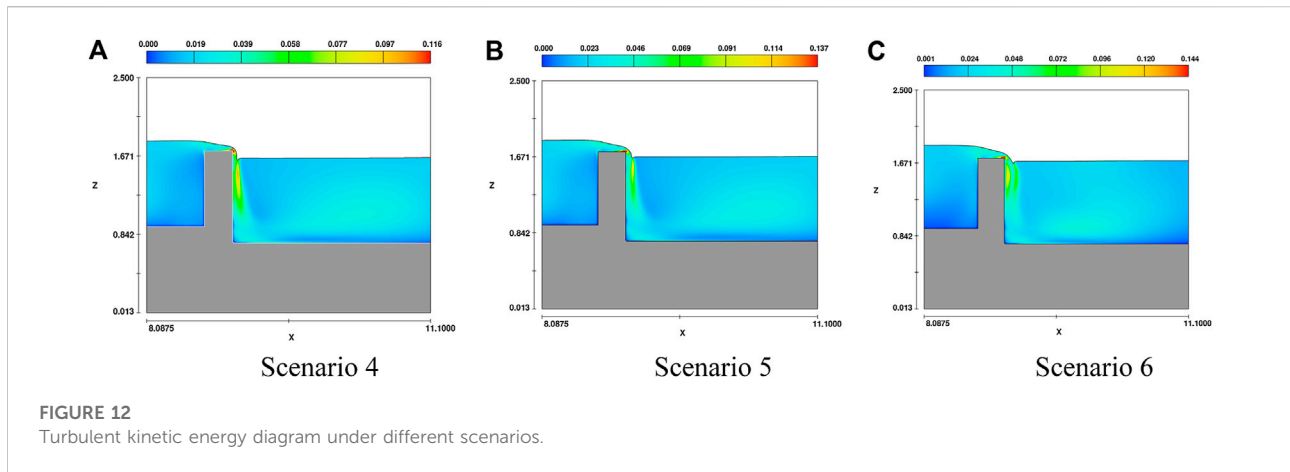 A
0.000 0.019 0.039 0.058 0.077 0.097 0.116
2.500
1.671
z
0.842
0.013
8.0875 11.1000
x
Scenario 4
B
0.000 0.023 0.046 0.069 0.091 0.114 0.137
2.500
1.671
z
0.842
0.013
8.0875 11.1000
x
Scenario 5
C
0.001 0.024 0.048 0.072 0.096 0.120 0.144
2.500
1.671
z
0.842
0.013
8.0875 11.1000
x
Scenario 6
FIGURE 12
Turbulent kinetic energy diagram under different scenarios.